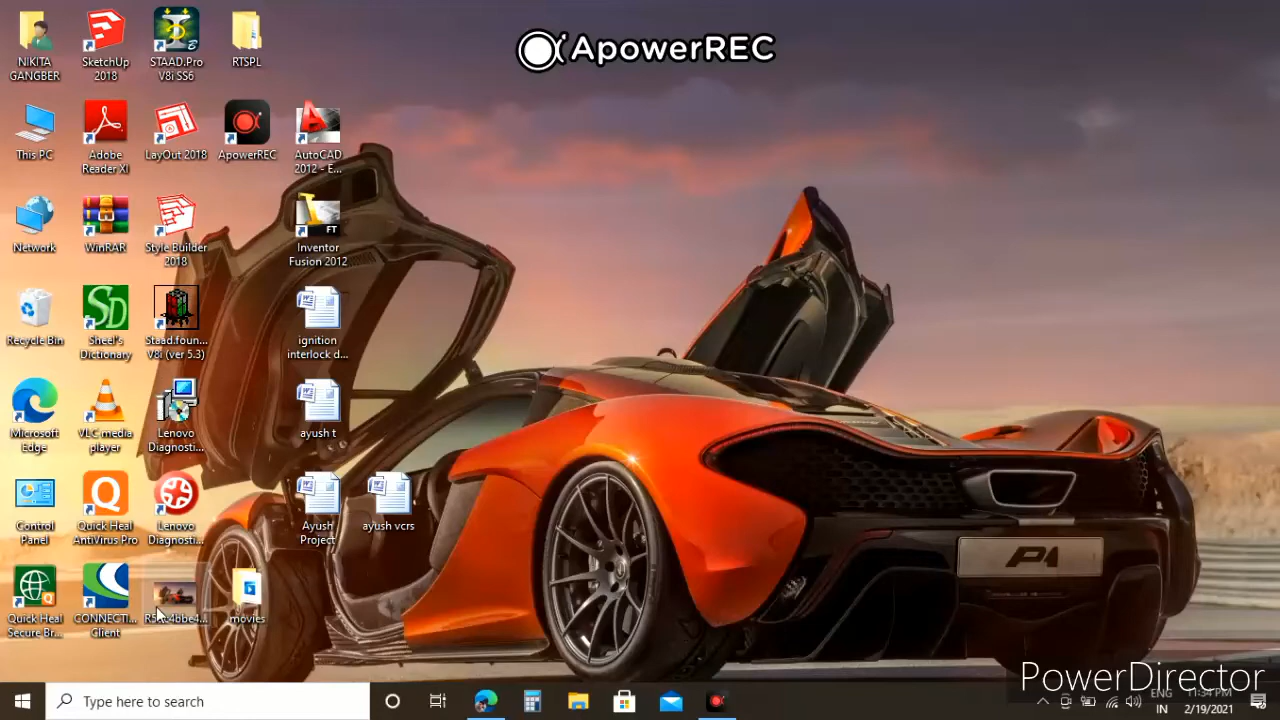 ApowerREC
NIKITA
GANGBER
SketchUp
2018
STAAD.Pro
V8i SS6
RTSPL
This PC
Adobe
Reader XI
LayOut 2018
ApowerREC
AutoCAD
2012 - E...
Network
WinRAR
Style Builder
2018
Inventor
Fusion 2012
FT
Recycle Bin
Sheel's
Dictionary
Staad.foun...
V8i (ver 5.3)
ignition
interlock d...
Microsoft
Edge
VLC media
player
Lenovo
Diagnosti...
ayush t
Control
Panel
Quick Heal
AntiVirus Pro
Lenovo
Diagnosti...
Ayush
Project
ayush vcrs
Quick Heal
Secure Br...
CONNECTI...
Client
movies
P1
PowerDirector
Type here to search
ENG
IN
11:34 PM
2/19/2021